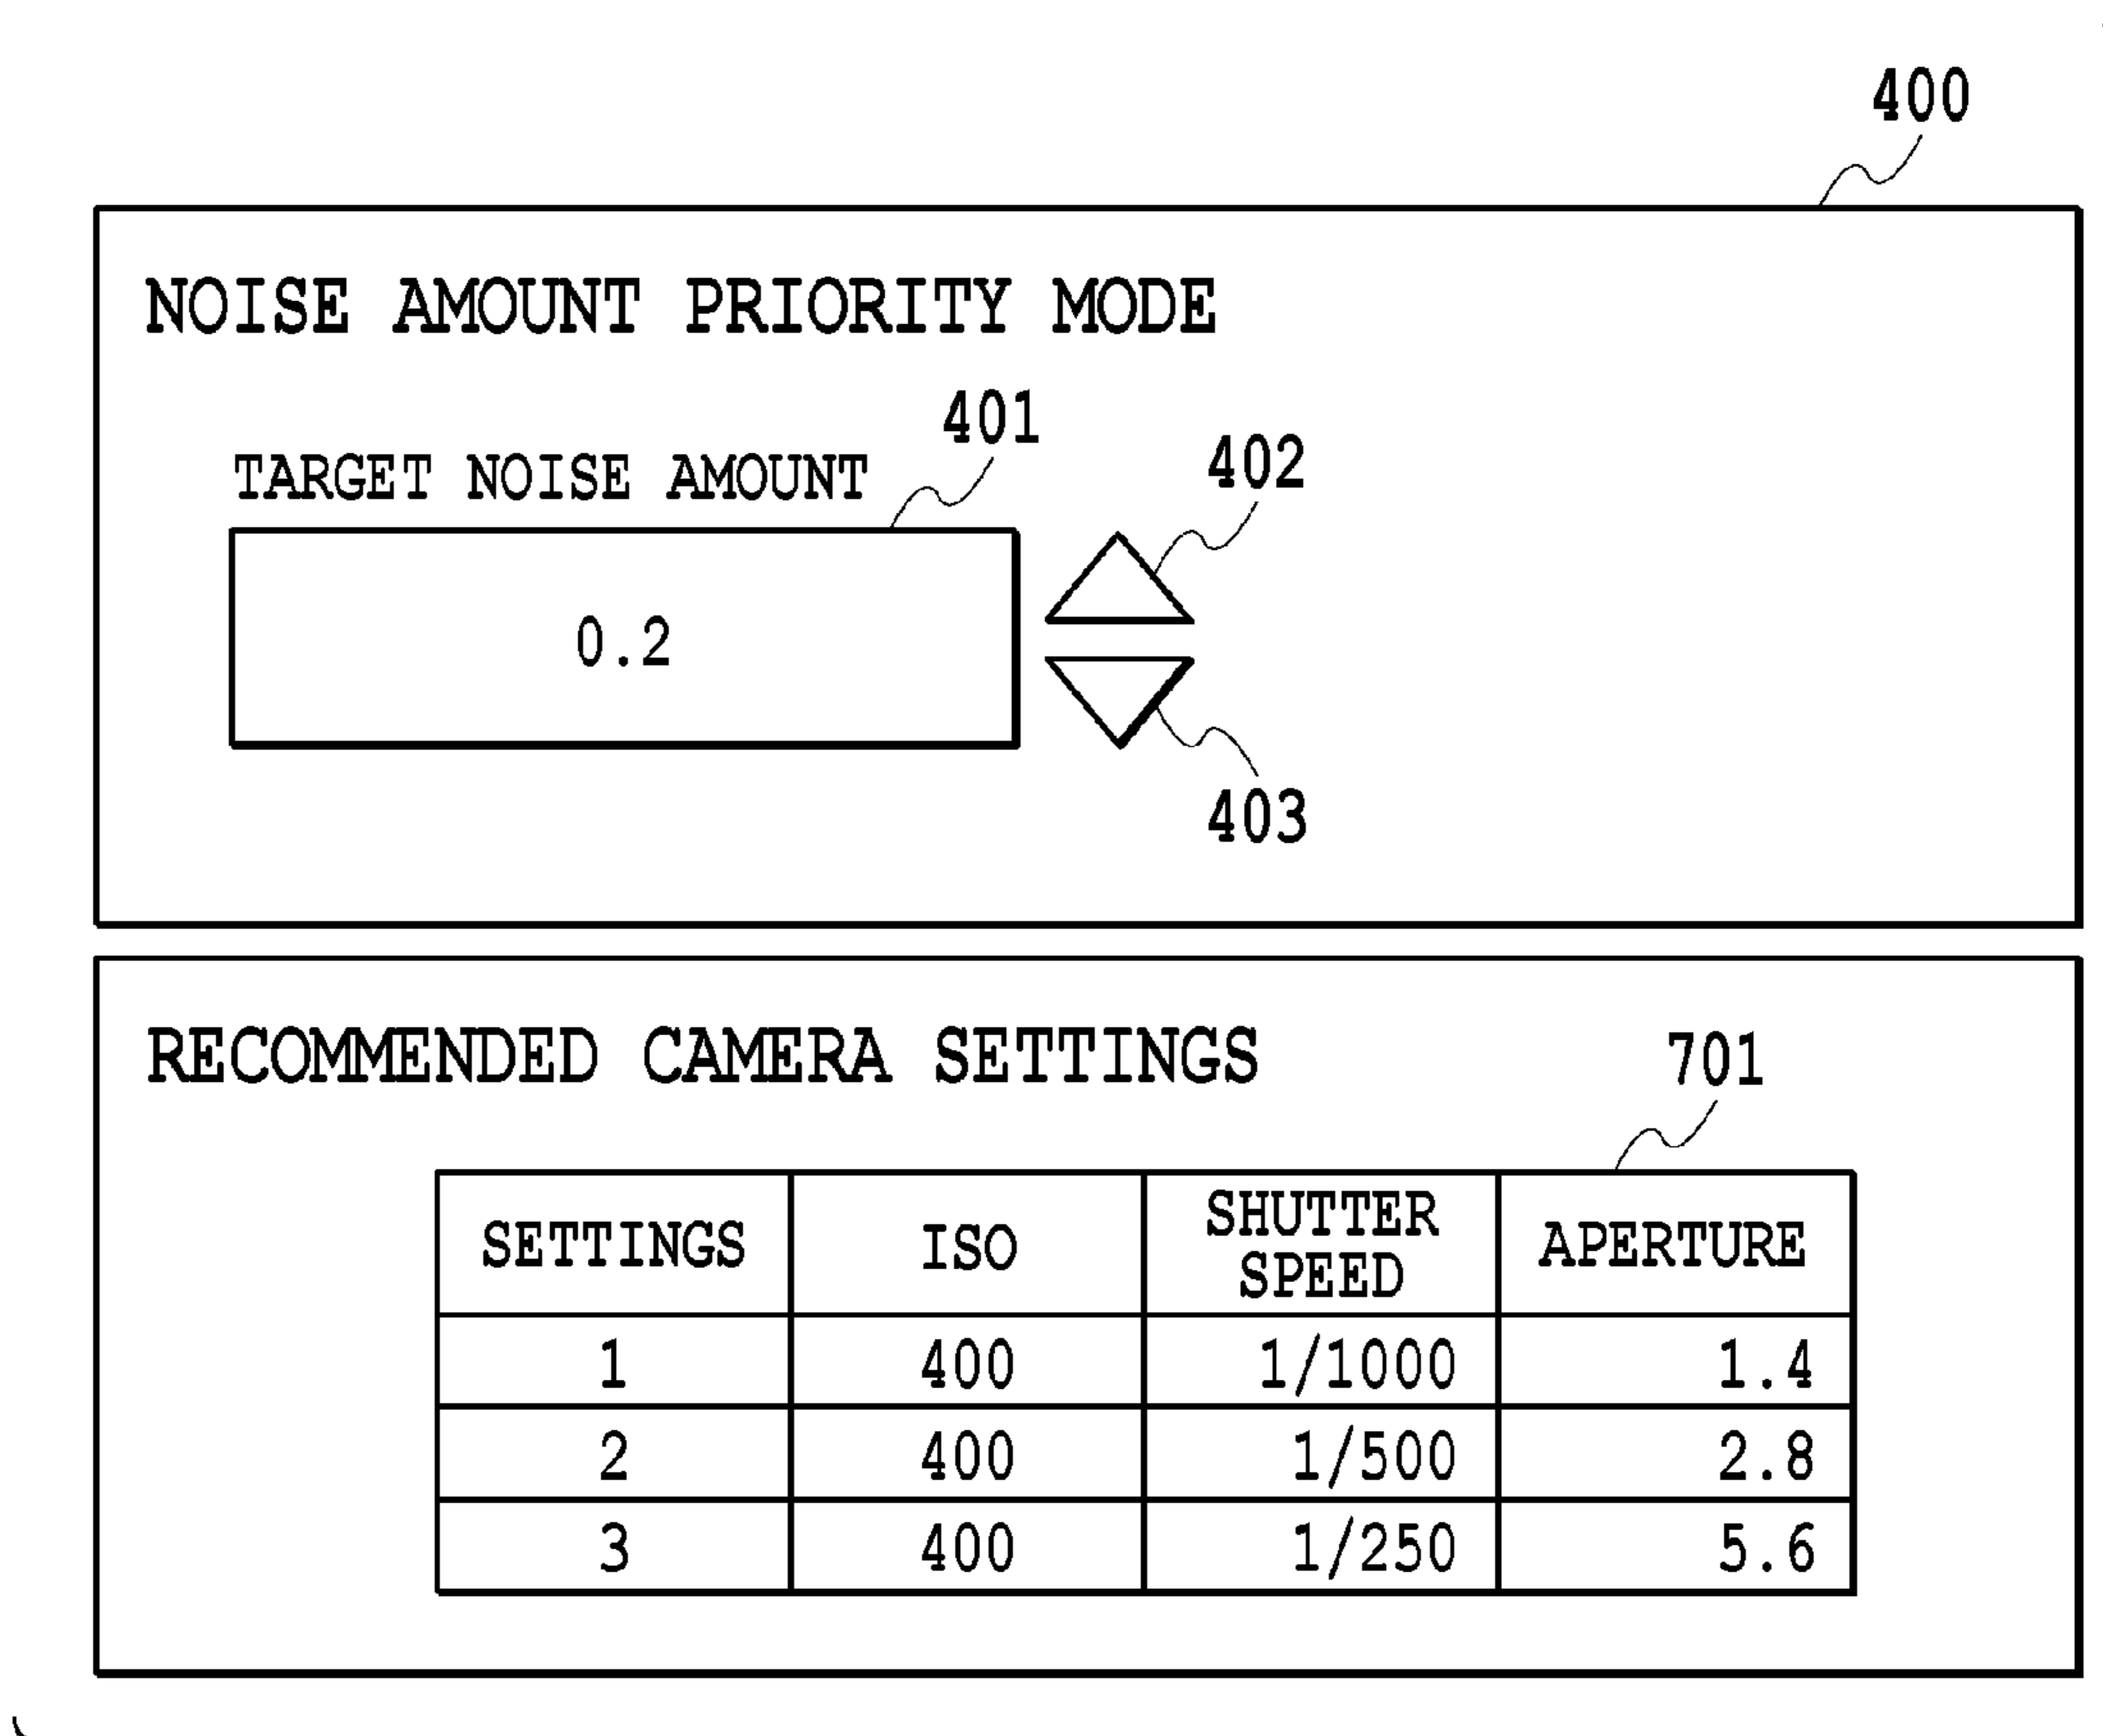 400
NOISE AMOUNT PRIORITY MODE
401
402
TARGET NOISE AMOUNT
0.2
403
RECOMMENDED CAMERA SETTINGS
701
SETTINGS ISO SHUTTER SPEED APERTURE
1 400 1/1000 1.4
2 400 1/500 2.8
3 400 1/250 5.6